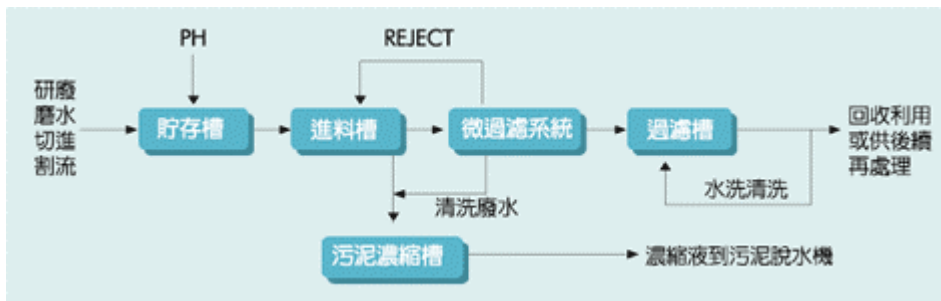 PH
REJECT
研廢
磨水
切進
割流
貯存槽
進料槽
微過濾系統
過濾槽
回收利用
或供後續
再處理
水洗清洗
清洗廢水
污泥濃縮槽
濃縮液到污泥脫水機